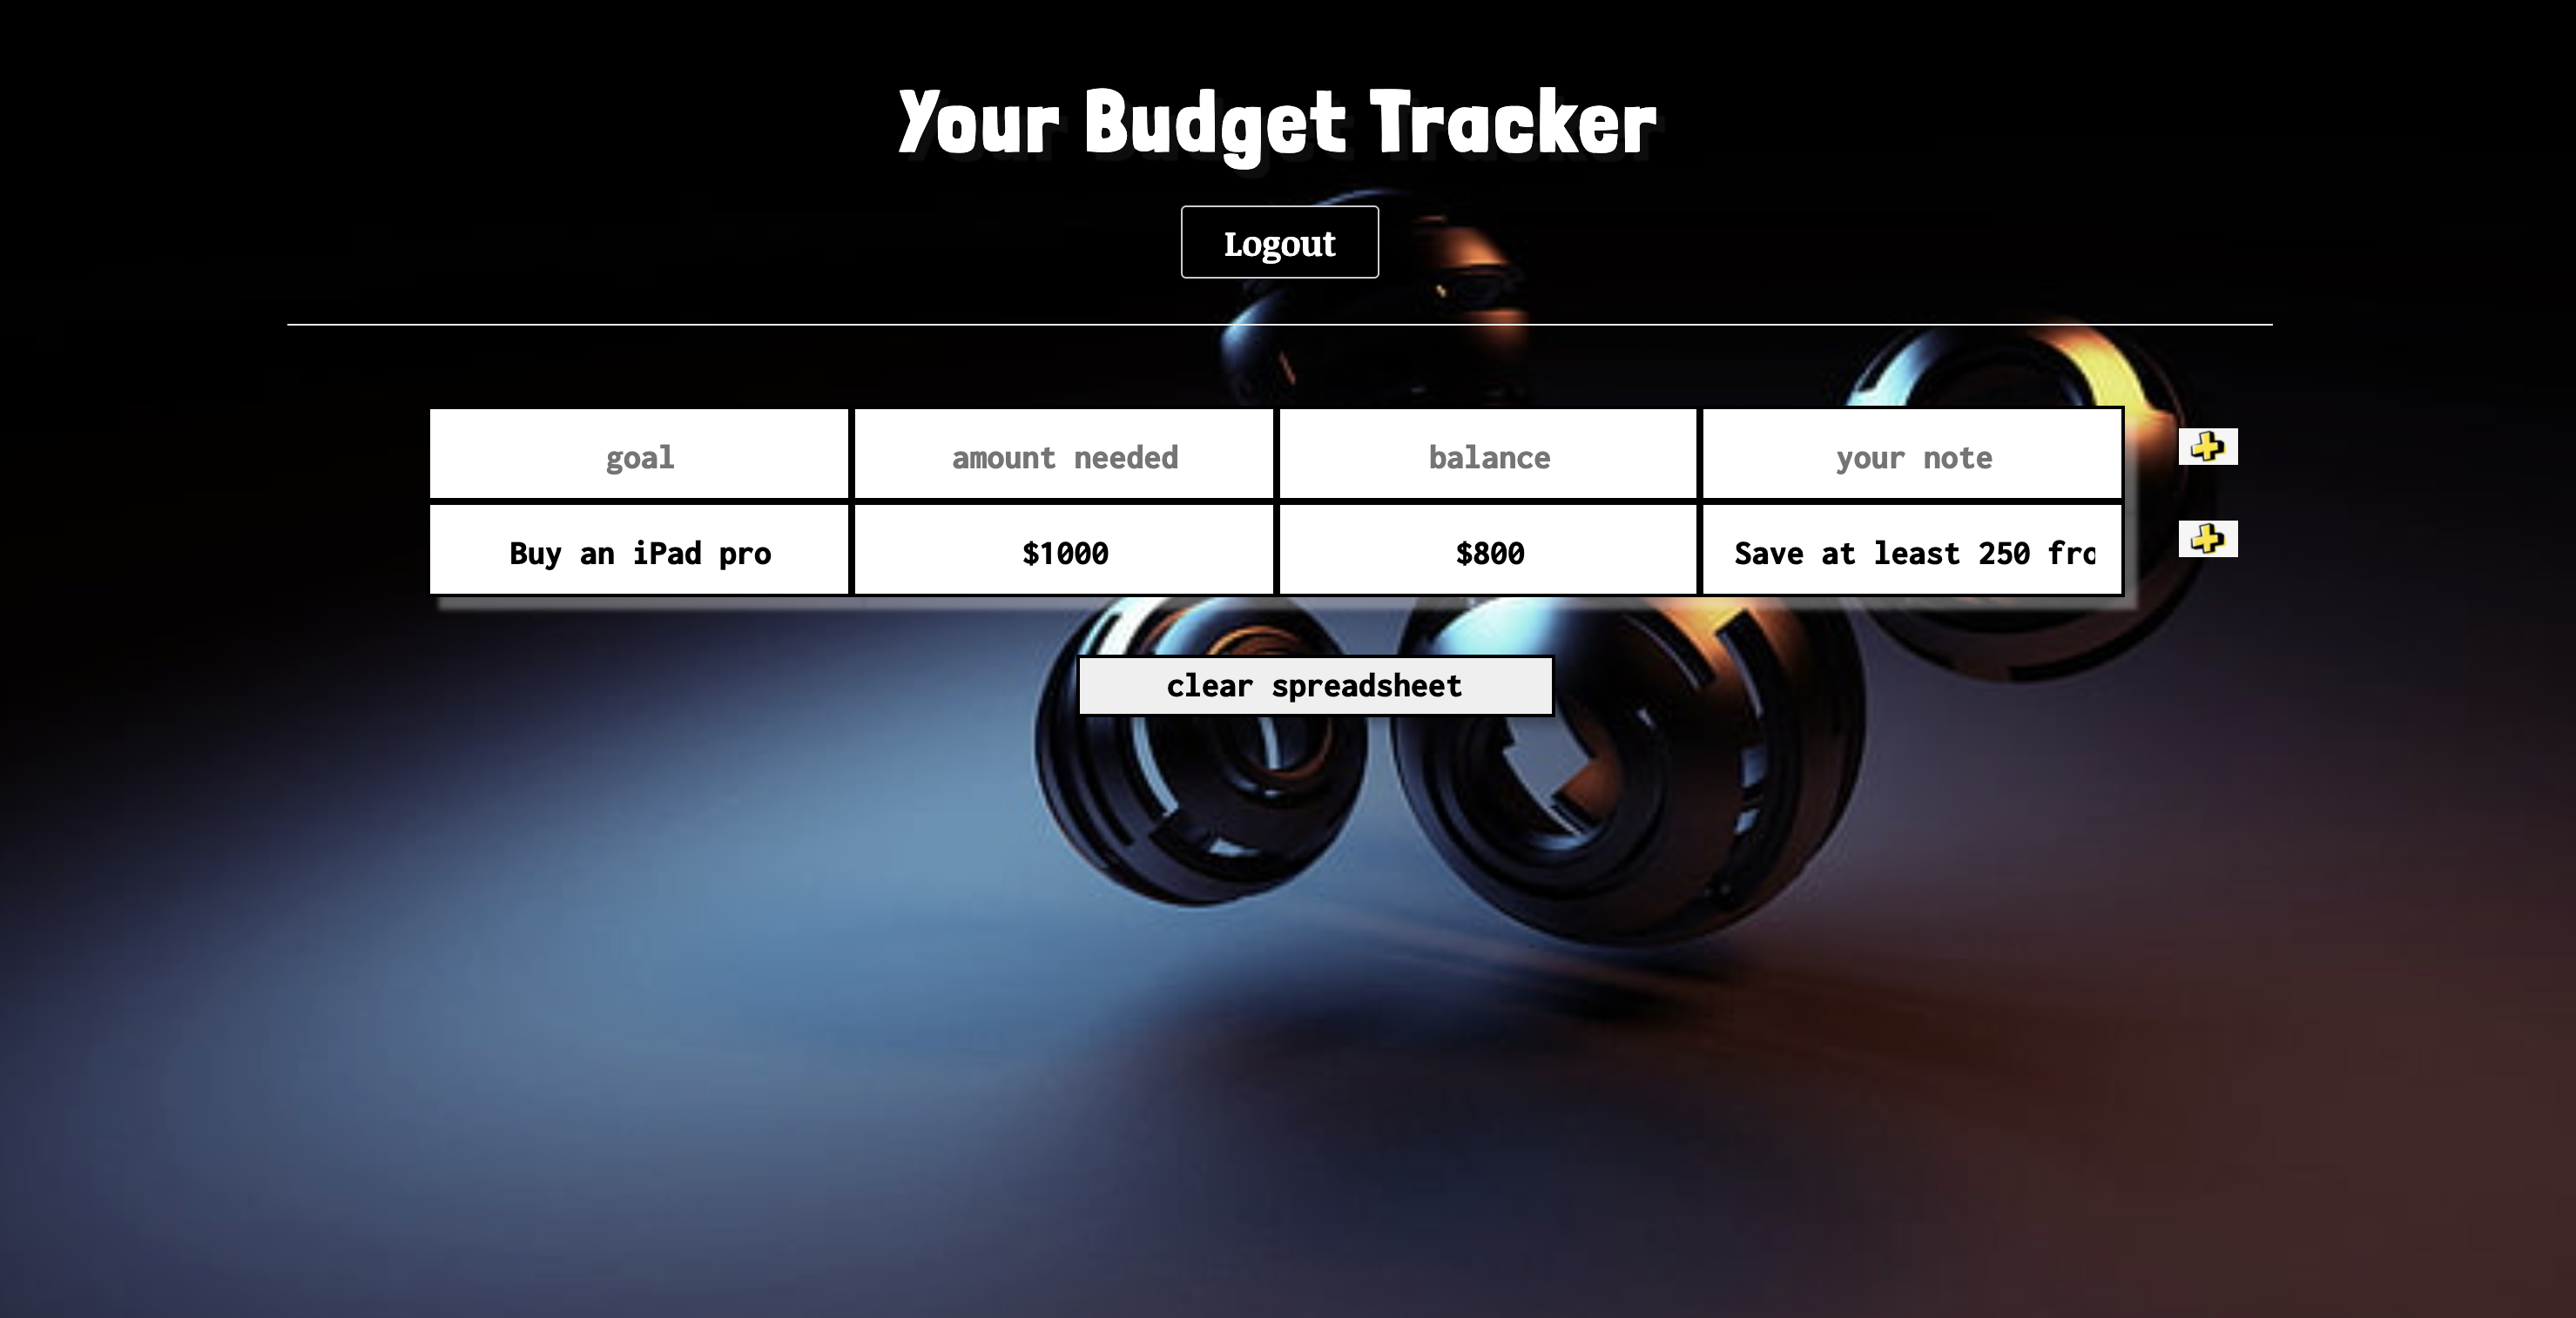 Your Budget Tracker
Logout
goal amount needed balance your note
Buy an iPad pro $1000 $800 Save at least 250 fro
clear spreadsheet